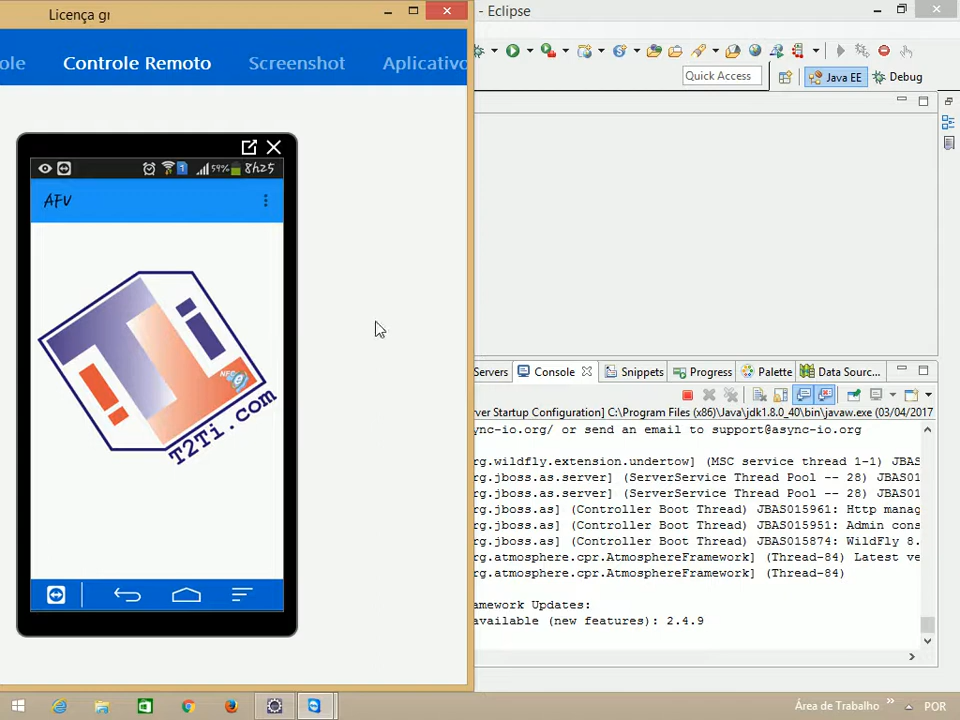 Licença gr
- Eclipse
ole Controle Remoto Screenshot Aplicativo
Quick Access
Java EE
Debug
59% 8h25
AFV
NFC
T2Ti.com
Servers Console Snippets Progress Palette Data Sourc...
ver Startup Configuration] C:\Program Files (x86)\Java\jdk1.8.0_40\bin\javaw.exe (03/04/2017
ync-io.org/ or send an email to support@async-io.org
rg.wildfly.extension.undertow] (MSC service thread 1-1) JBAS
rg.jboss.as.server] (ServerService Thread Pool -- 28) JBAS01
rg.jboss.as.server] (ServerService Thread Pool -- 28) JBAS01
rg.jboss.as] (Controller Boot Thread) JBAS015961: Http manag
rg.jboss.as] (Controller Boot Thread) JBAS015951: Admin cons
rg.jboss.as] (Controller Boot Thread) JBAS015874: WildFly 8.
rg.atmosphere.cpr.AtmosphereFramework] (Thread-84) Latest ve
rg.atmosphere.cpr.AtmosphereFramework] (Thread-84)
amework Updates:
available (new features): 2.4.9
Área de Trabalho
POR